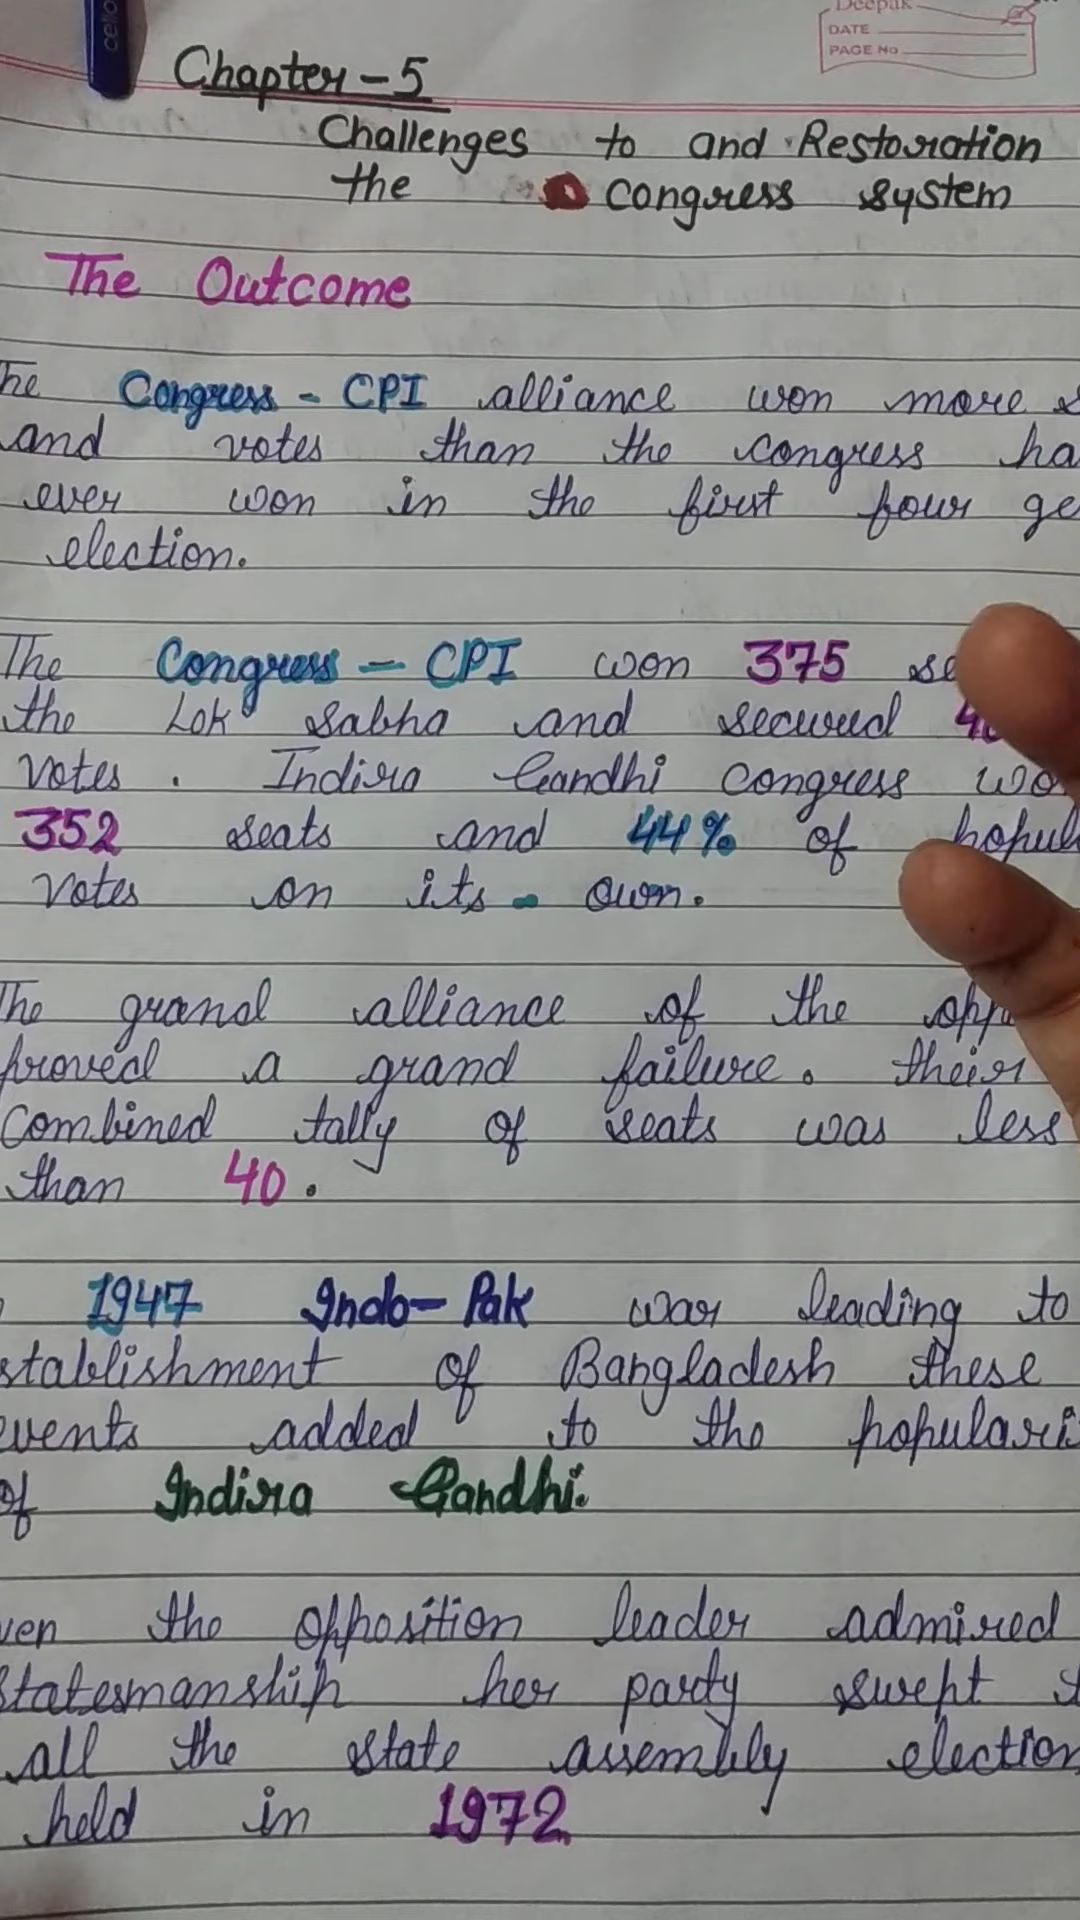 cello
Deepak
DATE
PAGE No
Chapter-5
Challenges to and Restoration
the congress system
The Outcome
The Congress - CPI alliance won more
and votes than the congress
ever won in the first four
election.
The Congress - CPI won 375
the Lok Sabha and secured
votes. Indira Gandhi congress
352 seats and 44% of
votes on its - own.
The grand alliance of the
proved a grand failure. their
combined tally of seats was less
than 40.
1947 Indo-Pak war leading to
stablishment of Bangladesh these
events added to the
of Indira Gandhi.
the opposition leader admired
statesmanship her party swept
all the state assembly election
held in 1972